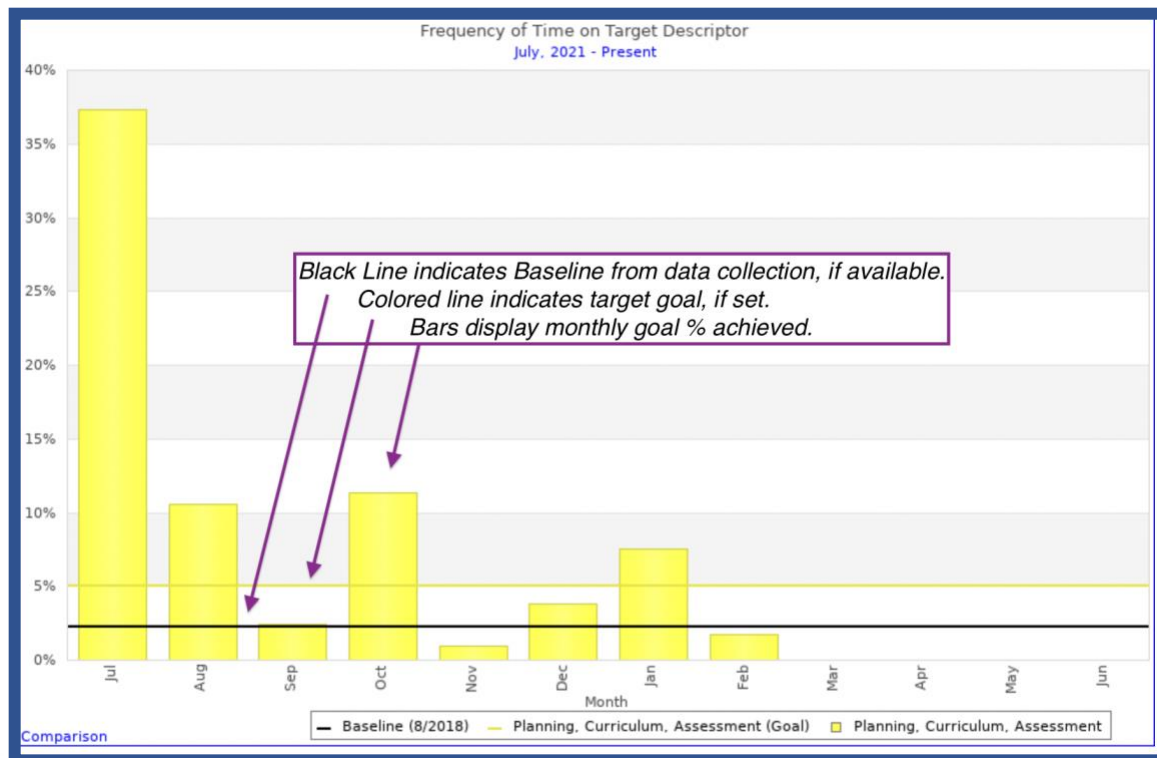 Frequency of Time on Target Descriptor
July, 2021 - Present
40%
35%
30%
25%
20%
15%
10%
5%
0%
Black Line indicates Baseline from data collection, if available.
Colored line indicates target goal, if set.
Bars display monthly goal % achieved.
Jul
Aug
Sep
Oct
Nov
Dec
Jan
Feb
Mar
Apr
May
Jun
Month
Baseline (8/2018)
Planning, Curriculum, Assessment (Goal)
Planning, Curriculum, Assessment
Comparison